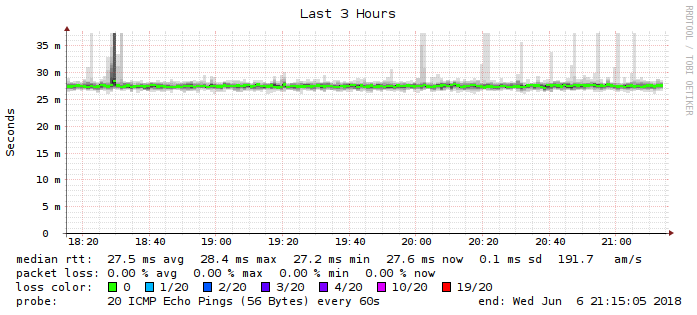 Last 3 Hours
RRDTOOL / TOBI OETIKER
Seconds
35 m
30 m
25 m
20 m
15 m
10 m
5 m
0
18:20 18:40 19:00 19:20 19:40 20:00 20:20 20:40 21:00
median rtt: 27.5 ms avg 28.4 ms max 27.2 ms min 27.6 ms now 0.1 ms sd 191.7 am/s
packet loss: 0.00 % avg 0.00 % max 0.00 % min 0.00 % now
loss color: 0 1/20 2/20 3/20 4/20 10/20 19/20
probe: 20 ICMP Echo Pings (56 Bytes) every 60s end: Wed Jun 6 21:15:05 2018